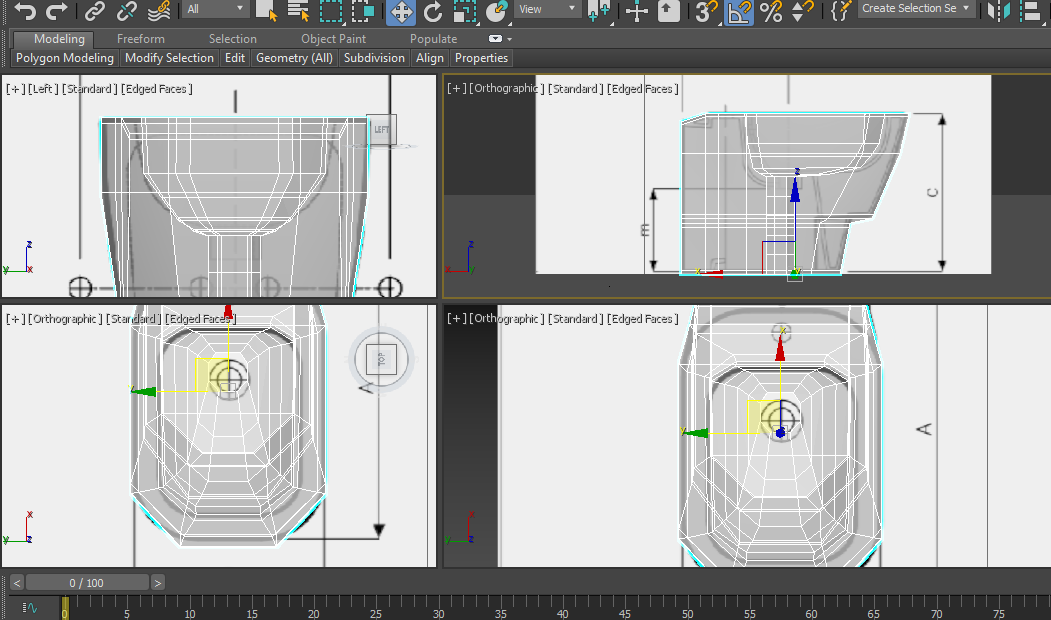 All View 3 % Create Selection Se
Modeling Freeform Selection Object Paint Populate
Polygon Modeling Modify Selection Edit Geometry (All) Subdivision Align Properties
[+] [Left ] [Standard ] [Edged Faces ]
LEFT
z
y x
[+] [Orthographic ] [Standard ] [Edged Faces ]
C
m
z
x y
z
x y
[+] [Orthographic ] [Standard ] [Edged Faces ]
TOP
A
x
y z
[+] [Orthographic ] [Standard ] [Edged Faces ]
x
y
A
x
y z
< 0 / 100 >
0 5 10 15 20 25 30 35 40 45 50 55 60 65 70 75